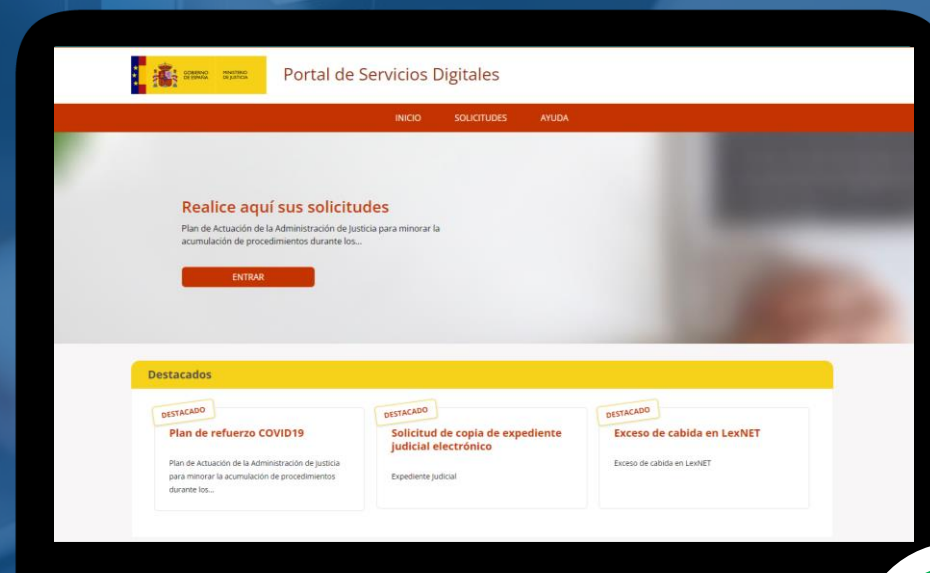 GOBIERNO
DE ESPAÑA
MINISTERIO
DE JUSTICIA
Portal de Servicios Digitales
INICIO SOLICITUDES AYUDA
Realice aquí sus solicitudes
Plan de Actuación de la Administración de Justicia para minorar la
acumulación de procedimientos durante los...
ENTRAR
Destacados
DESTACADO
Plan de refuerzo COVID19
Plan de Actuación de la Administración de Justicia
para minorar la acumulación de procedimientos
durante los...
DESTACADO
Solicitud de copia de expediente
judicial electrónico
Expediente Judicial
DESTACADO
Exceso de cabida en LexNET
Exceso de cabida en LexNET